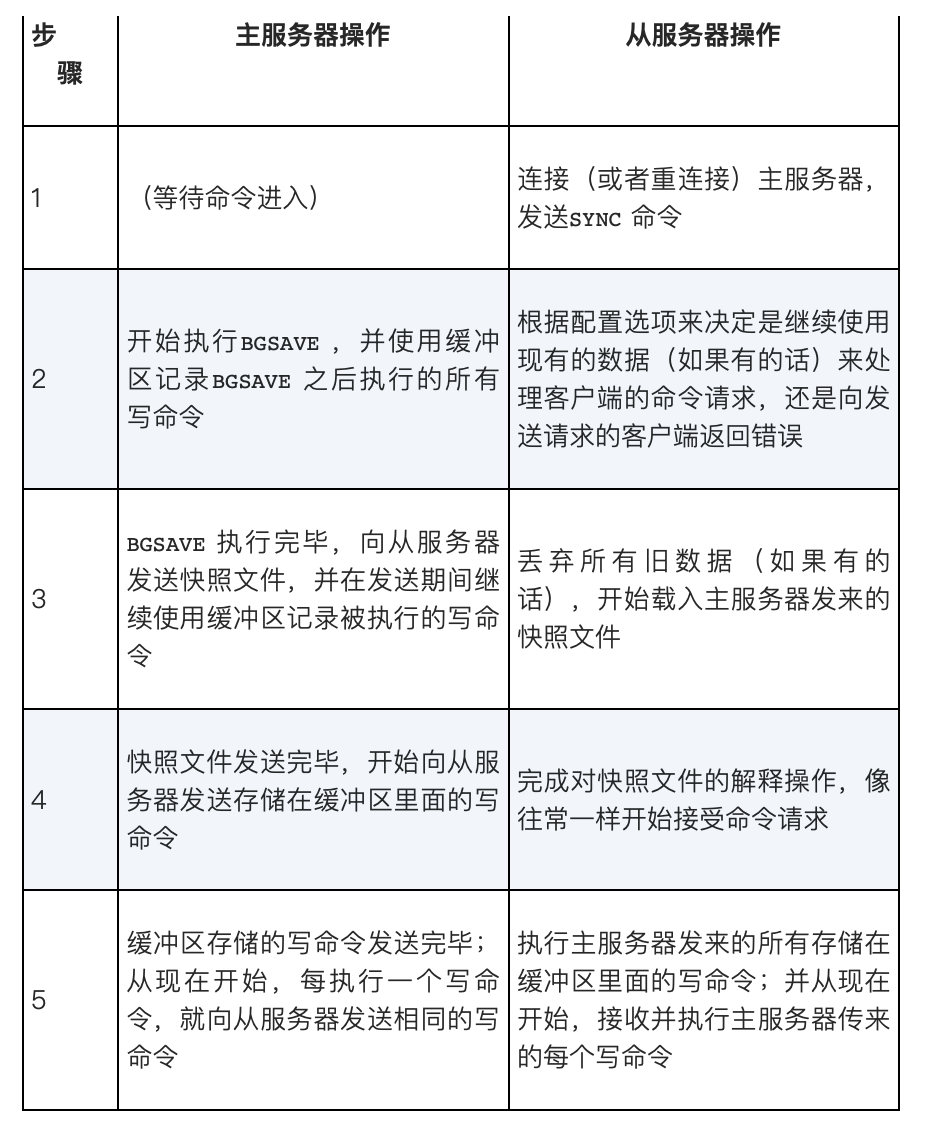 步
骤
主服务器操作
从服务器操作
1
（等待命令进入）
连接（或者重连接）主服务器，
发送SYNC 命令
2
开始执行BGSAVE ，并使用缓冲
区记录BGSAVE 之后执行的所有
写命令
根据配置选项来决定是继续使用
现有的数据（如果有的话）来处
理客户端的命令请求，还是向发
送请求的客户端返回错误
3
BGSAVE 执行完毕，向从服务器
发送快照文件，并在发送期间继
续使用缓冲区记录被执行的写命
令
丢弃所有旧数据（如果有的
话），开始载入主服务器发来的
快照文件
4
快照文件发送完毕，开始向从服
务器发送存储在缓冲区里面的写
命令
完成对快照文件的解释操作，像
往常一样开始接受命令请求
5
缓冲区存储的写命令发送完毕；
从现在开始，每执行一个写命
令，就向从服务器发送相同的写
命令
执行主服务器发来的所有存储在
缓冲区里面的写命令；并从现在
开始，接收并执行主服务器传来
的每个写命令